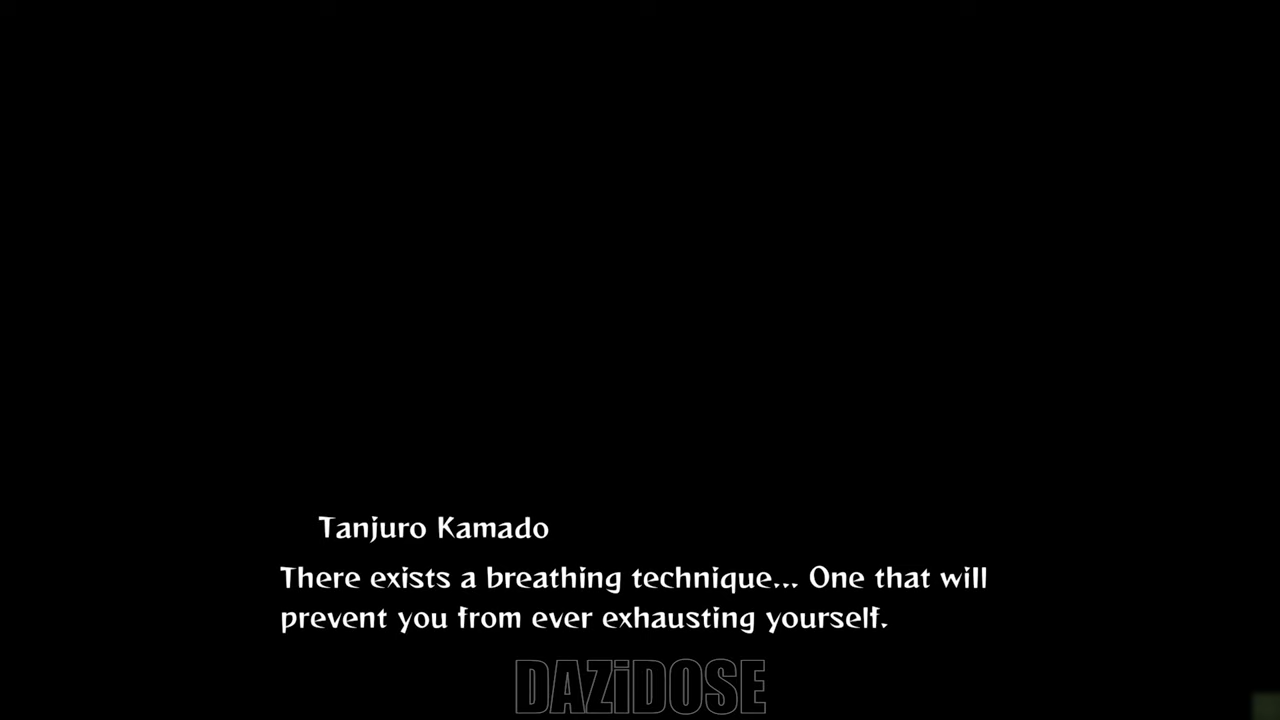 Tanjuro Kamado
There exists a breathing technique... One that will
prevent you from ever exhausting yourself.
DAZiDOSE